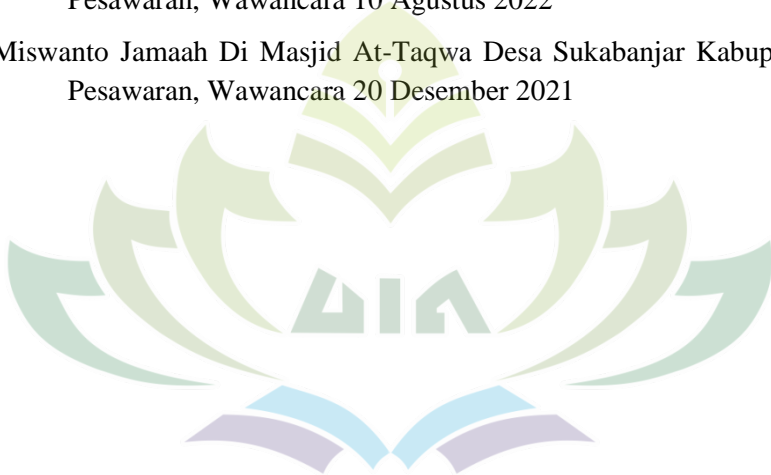 Pesawaran, Wawancara 10 Agustus 2022
Miswanto Jamaah Di Masjid At-Taqwa Desa Sukabanjar Kabup
Pesawaran, Wawancara 20 Desember 2021
UIN